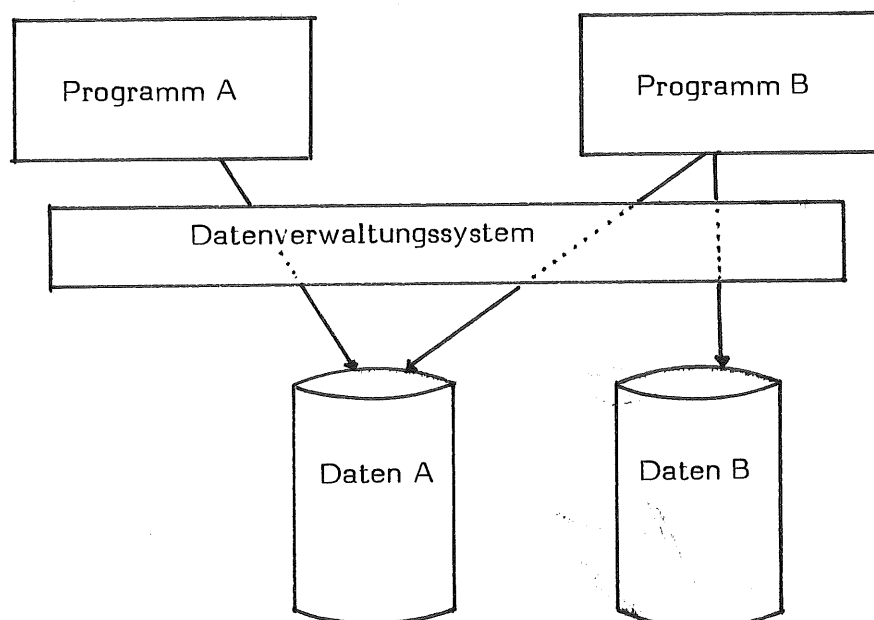 Programm A
Programm B
Datenverwaltungssystem
Daten A
Daten B